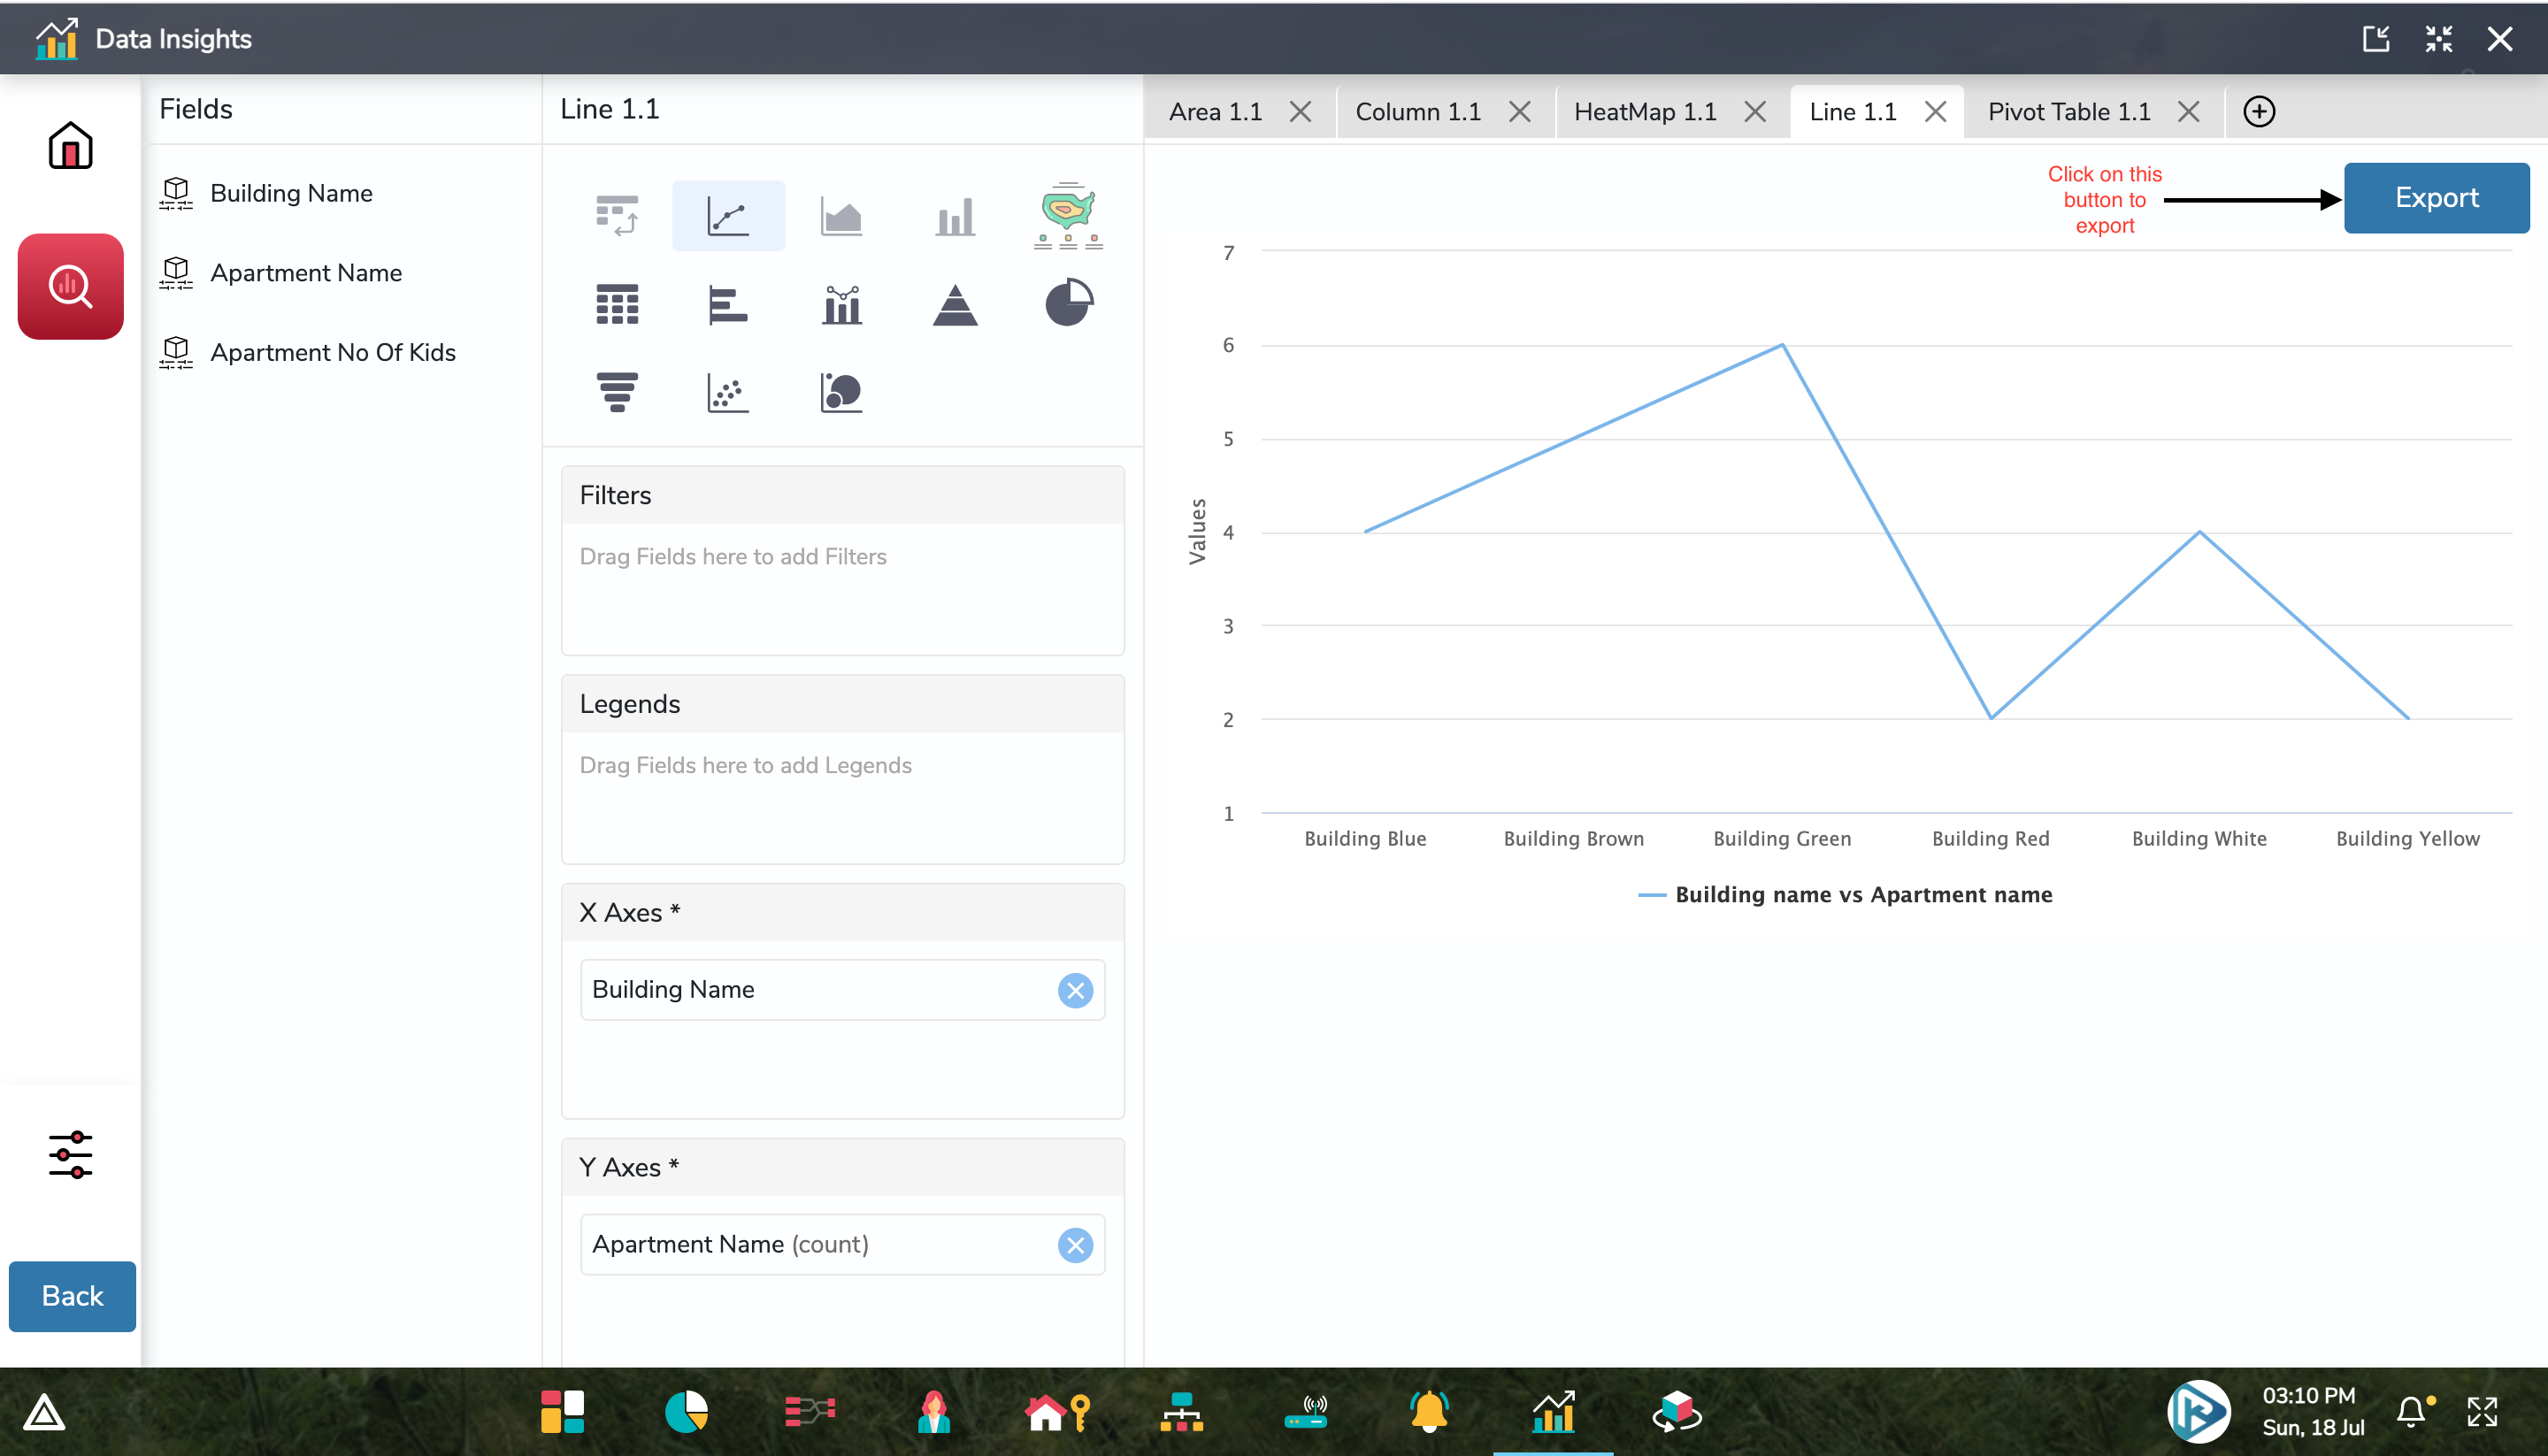 Data Insights
Fields
Building Name
Apartment Name
Apartment No Of Kids
Back
Line 1.1
Filters
Drag Fields here to add Filters
Legends
Drag Fields here to add Legends
X Axes *
Building Name
Y Axes *
Apartment Name (count)
Area 1.1
Column 1.1
HeatMap 1.1
Line 1.1
Pivot Table 1.1
Click on this
button to
export
Export
Values
7
6
5
4
3
2
1
Building Blue
Building Brown
Building Green
Building Red
Building White
Building Yellow
Building name vs Apartment name
03:10 PM
Sun, 18 Jul